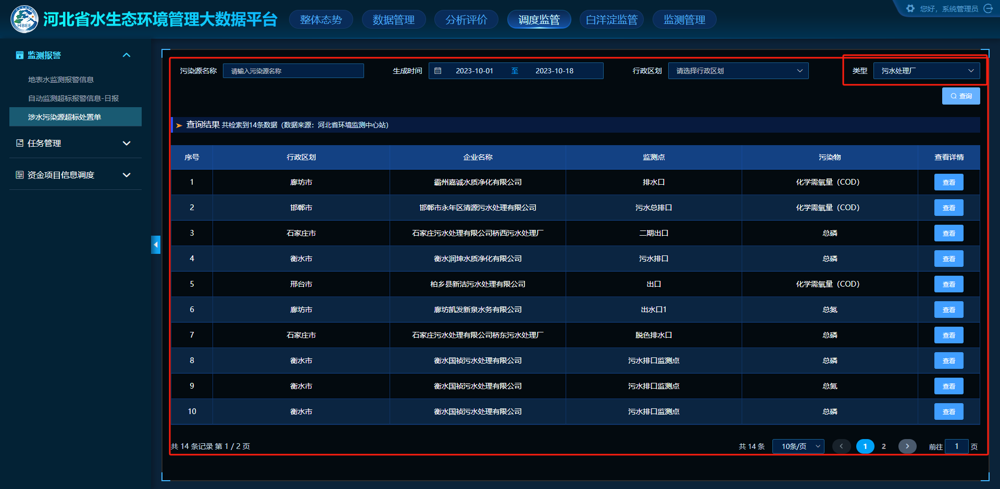 HBEE
河北省水生态环境管理大数据平台
整体态势
数据管理
分析评价
调度监管
白洋淀监管
监测管理
您好，系统管理员
监测报警
地表水监测报警信息
自动监测超标报警信息-日报
涉水污染源超标处置单
任务管理
资金项目信息调度
污染源名称 请输入污染源名称 生成时间 2023-10-01 至 2023-10-18 行政区划 请选择行政区划 类型 污水处理厂
查询
查询结果 共检索到14条数据（数据来源：河北省环境监测中心站）
序号 行政区划 企业名称 监测点 污染物 查看详情
1 廊坊市 霸州嘉诚水质净化有限公司 排水口 化学需氧量（COD） 查看
2 邯郸市 邯郸市永年区清源污水处理有限公司 污水总排口 化学需氧量（COD） 查看
3 石家庄市 石家庄污水处理有限公司桥西污水处理厂 二期出口 总磷 查看
4 衡水市 衡水润坤水质净化有限公司 污水排口 总磷 查看
5 邢台市 柏乡县新洁污水处理有限公司 出口 化学需氧量（COD） 查看
6 廊坊市 廊坊凯发新泉水务有限公司 出水口1 总氮 查看
7 石家庄市 石家庄污水处理有限公司桥东污水处理厂 脱色排水口 总磷 查看
8 衡水市 衡水国祯污水处理有限公司 污水排口监测点 总磷 查看
9 衡水市 衡水国祯污水处理有限公司 污水排口监测点 总氮 查看
10 衡水市 衡水国祯污水处理有限公司 污水排口监测点 总磷 查看
共 14 条记录 第 1 / 2 页
共 14 条 10条/页 1 2 前往 1 页